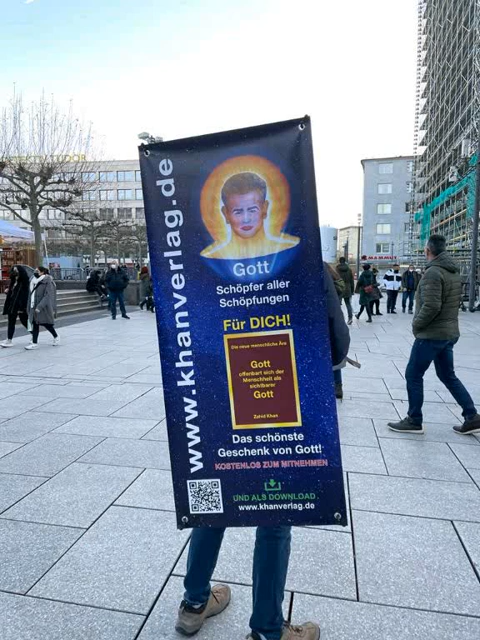 www.khanverlag.de
Gott
Schöpfer aller
Schöpfungen
Für DICH!
Die neue menschliche Ära
Gott
offenbart sich der
Menschheit als
sichtbarer
Gott
Zahid Khan
Das schönste
Geschenk von Gott!
KOSTENLOS ZUM MITNEHMEN
UND ALS DOWNLOAD
www.khanverlag.de
MAMMUT